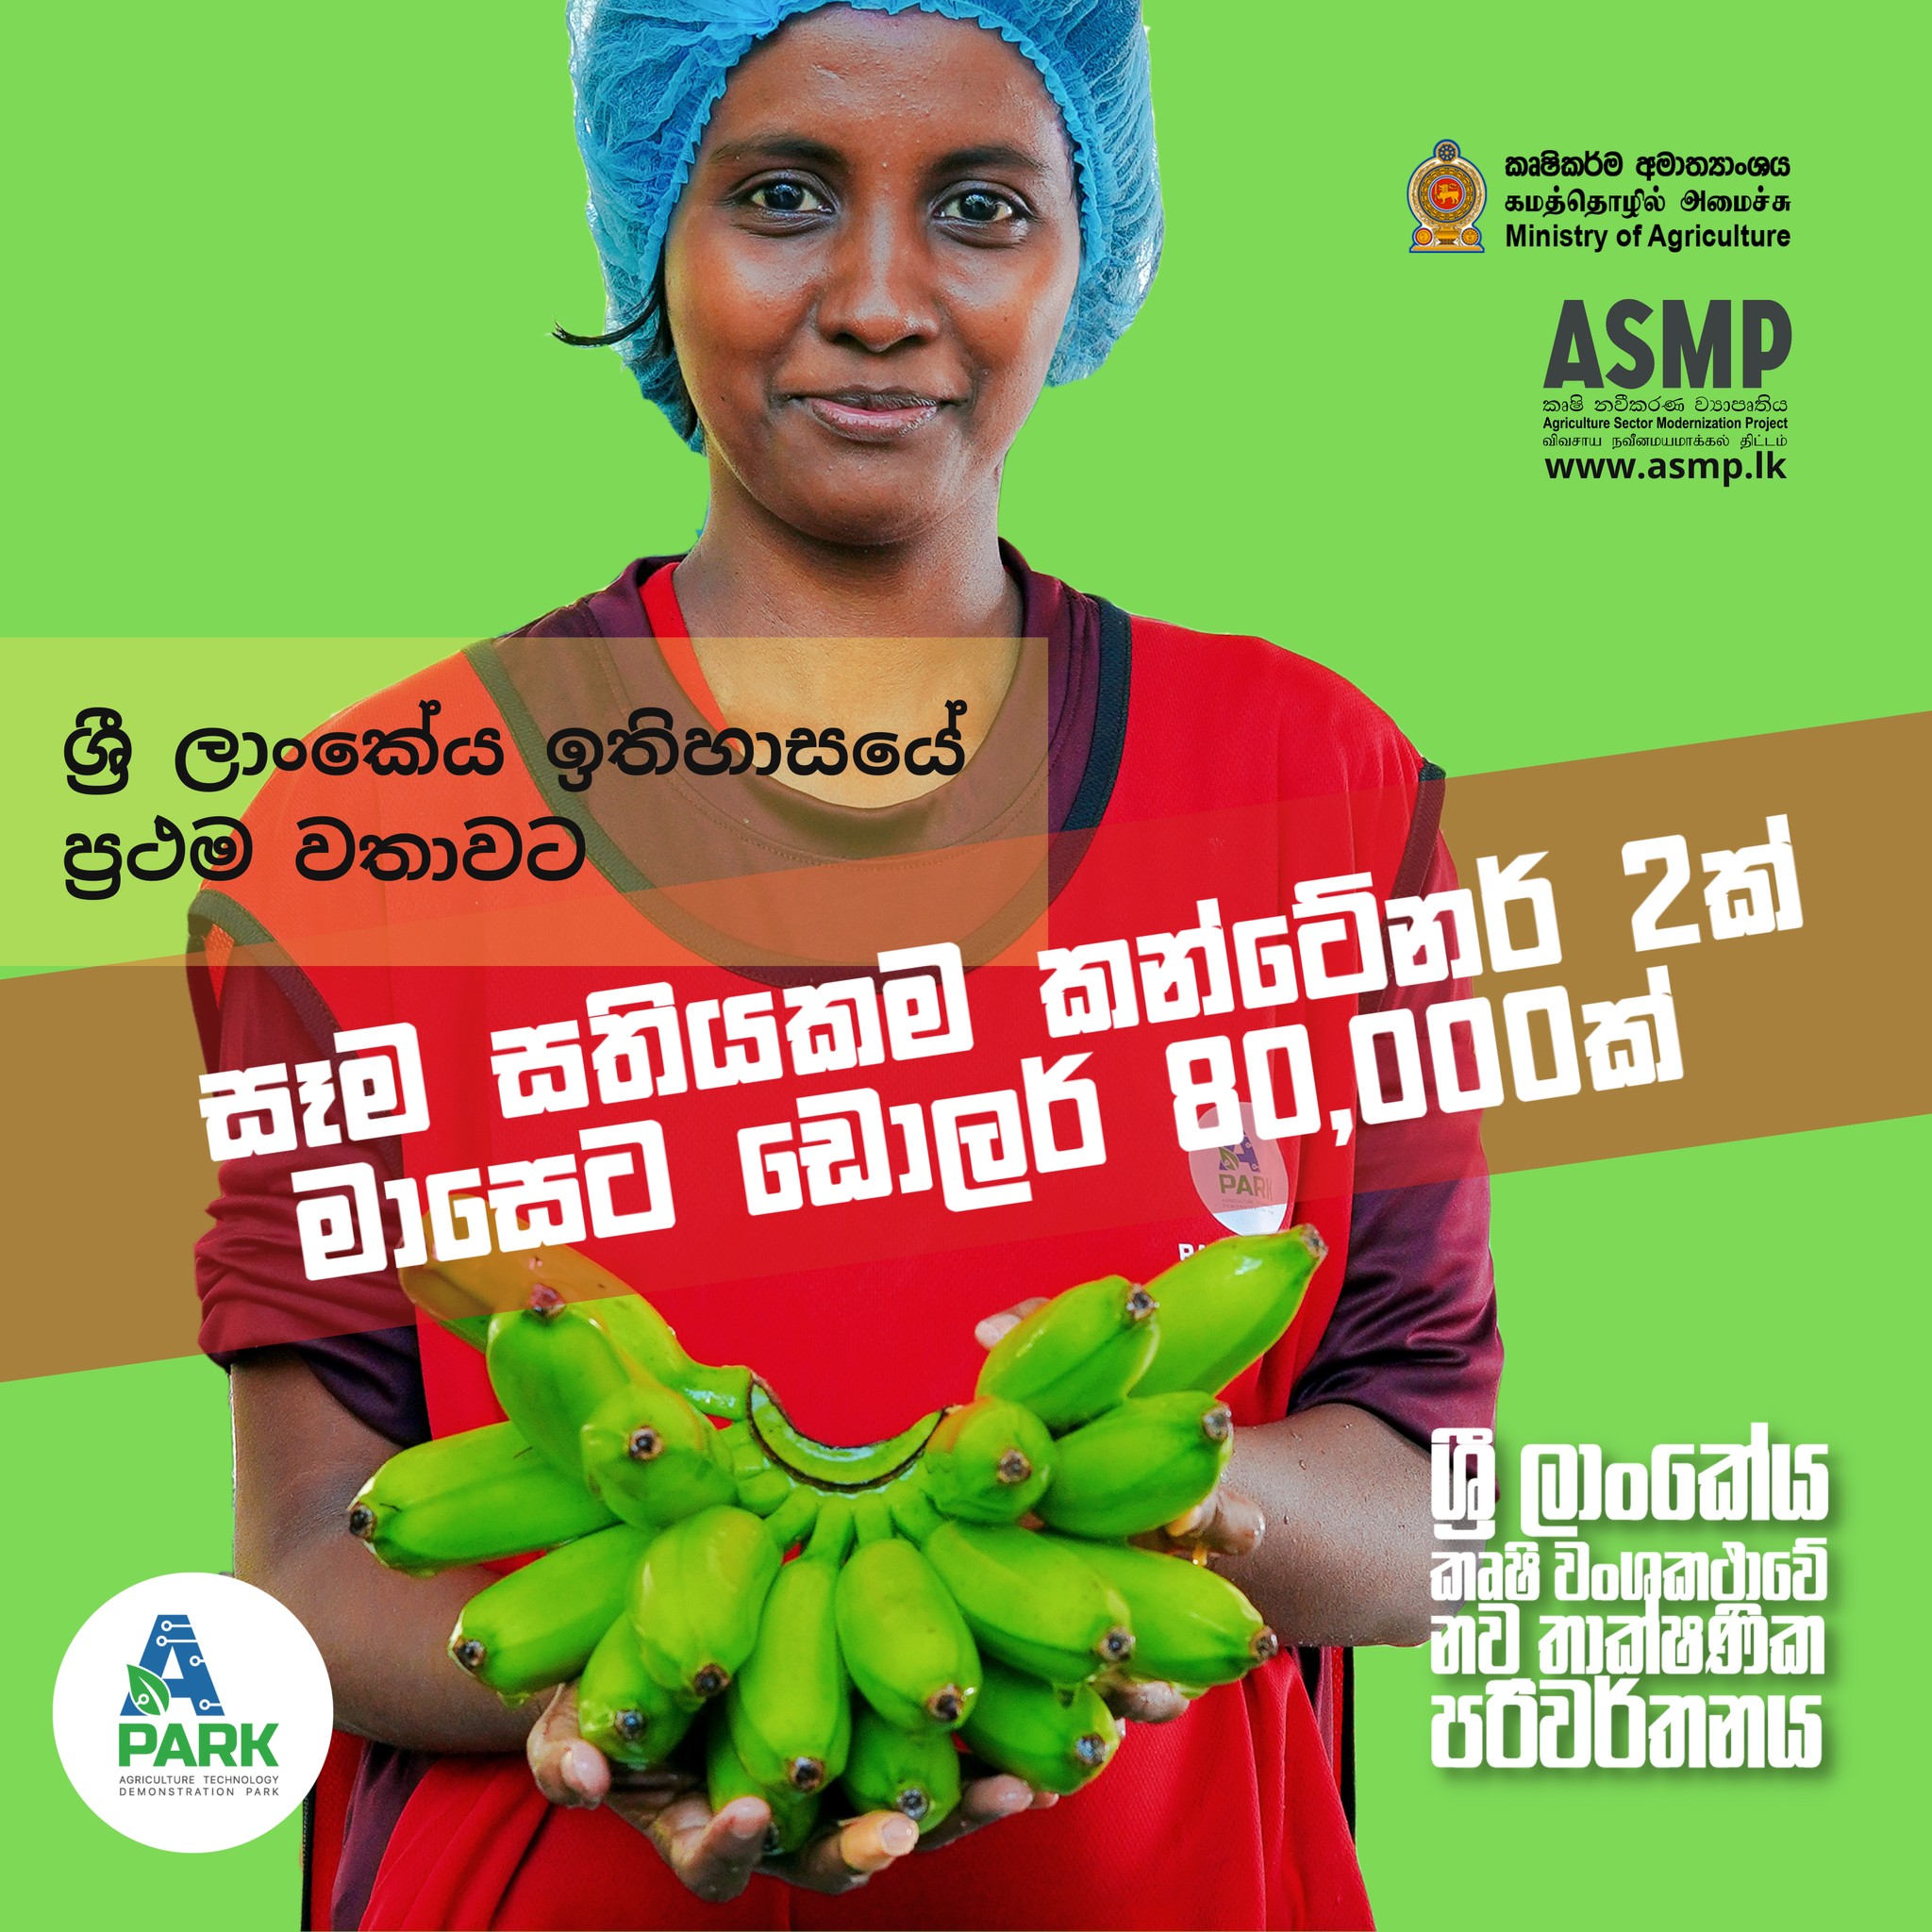 කෘෂිකර්ම අමාත්‍යාංශය
கமத்தொழில் அமைச்சு
Ministry of Agriculture
ASMP
කෘෂි නවීකරණ ව්‍යාපෘතිය
Agriculture Sector Modernization Project
விவசாய நவீனமயமாக்கல் திட்டம்
www.asmp.lk
ශ්‍රී ලාංකේය ඉතිහාසයේ
ප්‍රථම වතාවට
සෑම සතියකම කන්ටේනර් 2ක්
මාසෙට ඩොලර් 80,000ක්
A
PARK
ශ්‍රී ලාංකේය
කෘෂි වංශකථාවේ
නව තාක්ෂණික
පරිවර්තනය
A
PARK
AGRICULTURE TECHNOLOGY
DEMONSTRATION PARK